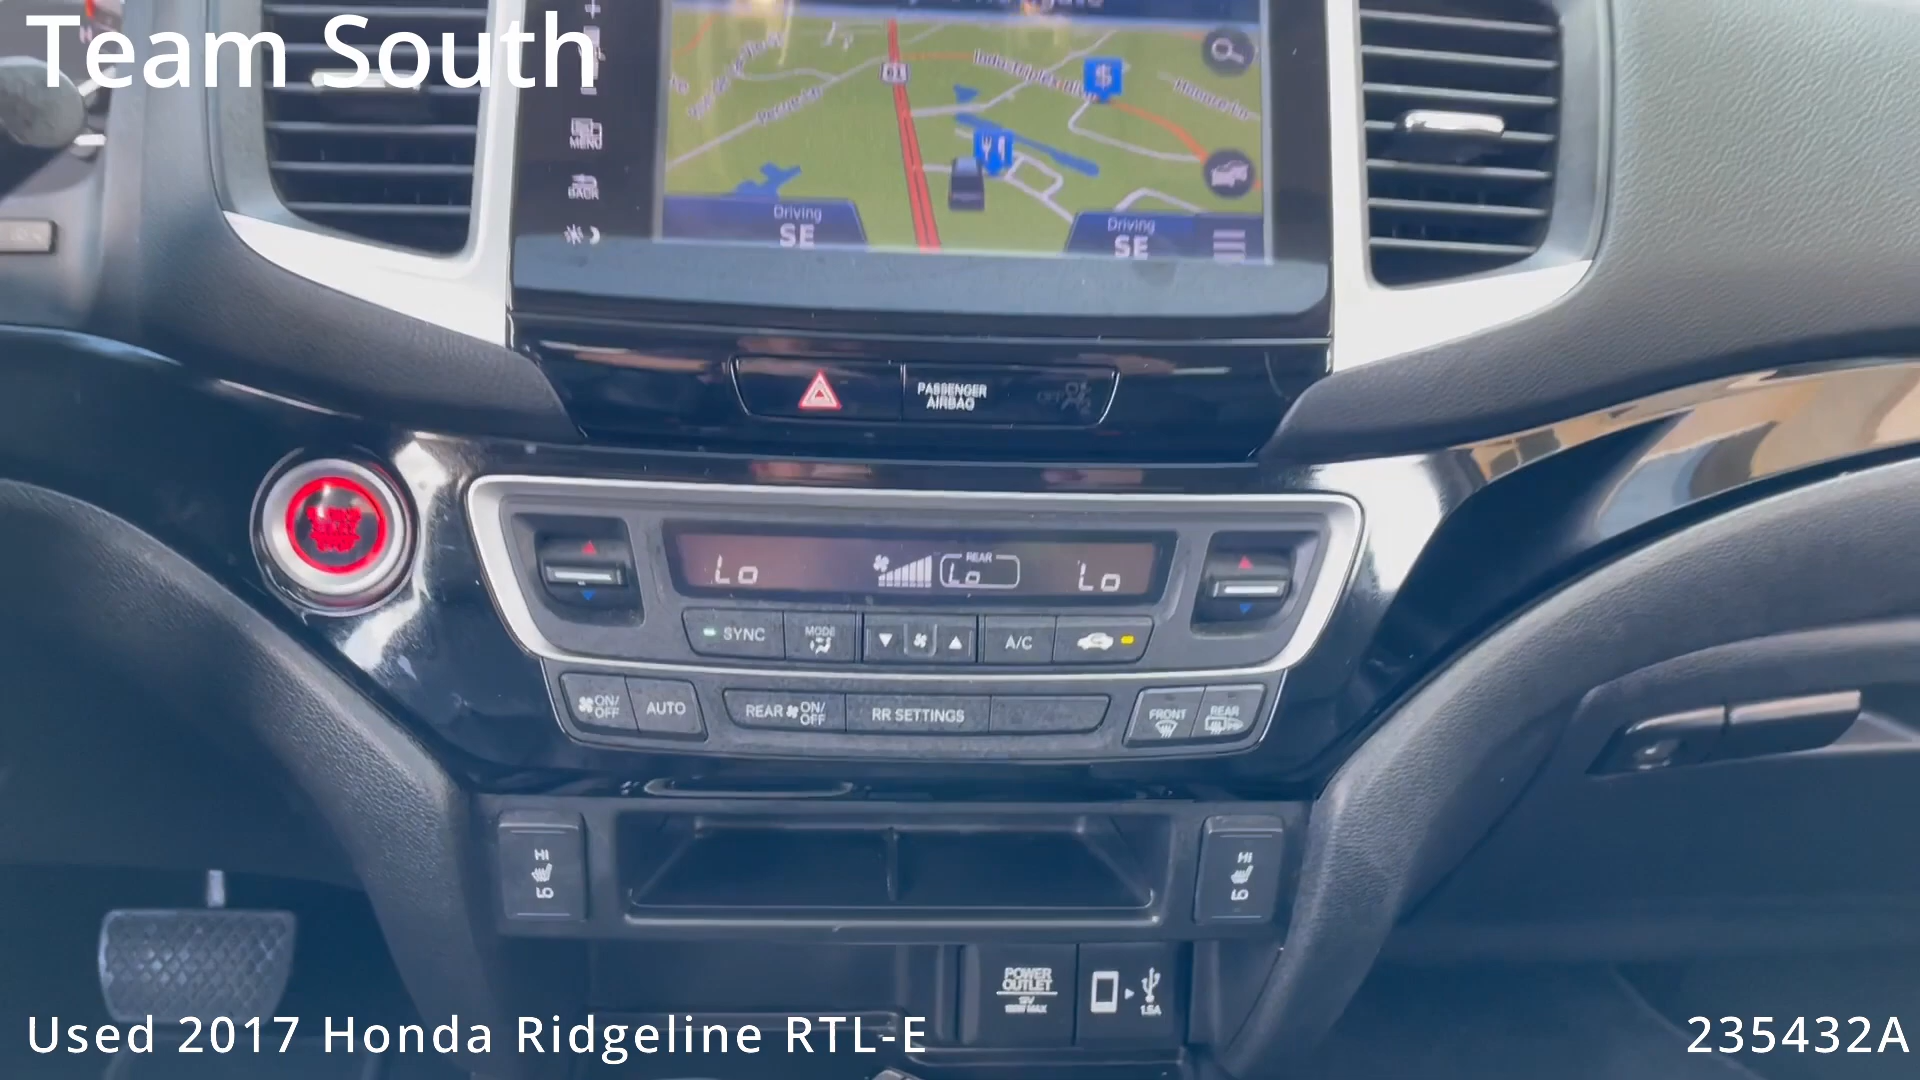 Team South
MENU
BACK
61
$
Driving
SE
Driving
SE
PASSENGER
AIRBAG
OFF
Lo
REAR
Lo
Lo
SYNC
MODE
A/C
ON/
OFF
AUTO
REAR
ON/
OFF
RR SETTINGS
FRONT
REAR
HI
LO
HI
LO
POWER
OUTLET
1.5A
Used 2017 Honda Ridgeline RTL-E
235432A